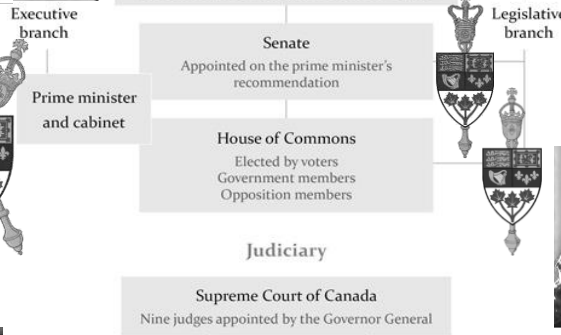 Executive
branch
Legislative
branch
Senate
Appointed on the prime minister's
recommendation
Prime minister
and cabinet
House of Commons
Elected by voters
Government members
Opposition members
Judiciary
Supreme Court of Canada
Nine judges appointed by the Governor General